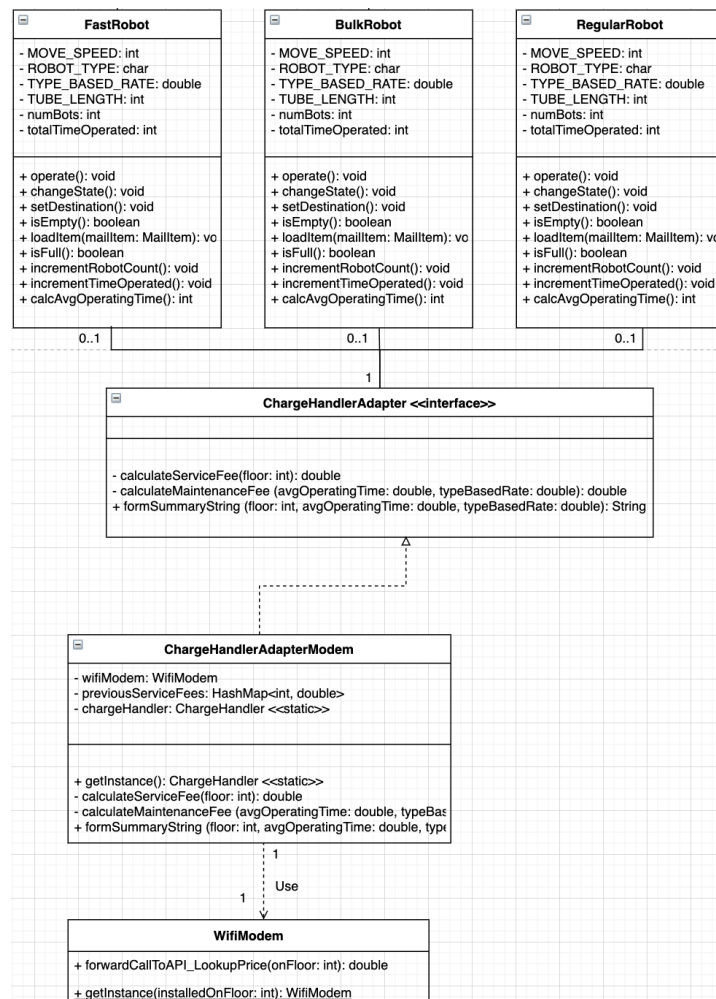 FastRobot
- MOVE_SPEED: int
- ROBOT_TYPE: char
- TYPE_BASED_RATE: double
- TUBE_LENGTH: int
- numBots: int
- totalTimeOperated: int
+ operate(): void
+ changeState(): void
+ setDestination(): void
+ isEmpty(): boolean
+ loadItem(mailItem: MailItem): vo
+ isFull(): boolean
+ incrementRobotCount(): void
+ incrementTimeOperated(): void
+ calcAvgOperatingTime(): int
BulkRobot
- MOVE_SPEED: int
- ROBOT_TYPE: char
- TYPE_BASED_RATE: double
- TUBE_LENGTH: int
- numBots: int
- totalTimeOperated: int
+ operate(): void
+ changeState(): void
+ setDestination(): void
+ isEmpty(): boolean
+ loadItem(mailItem: MailItem): vo
+ isFull(): boolean
+ incrementRobotCount(): void
+ incrementTimeOperated(): void
+ calcAvgOperatingTime(): int
RegularRobot
- MOVE_SPEED: int
- ROBOT_TYPE: char
- TYPE_BASED_RATE: double
- TUBE_LENGTH: int
- numBots: int
- totalTimeOperated: int
+ operate(): void
+ changeState(): void
+ setDestination(): void
+ isEmpty(): boolean
+ loadItem(mailItem: MailItem): vo
+ isFull(): boolean
+ incrementRobotCount(): void
+ incrementTimeOperated(): void
+ calcAvgOperatingTime(): int
0..1
0..1
0..1
1
ChargeHandlerAdapter <<interface>>
- calculateServiceFee(floor: int): double
- calculateMaintenanceFee (avgOperatingTime: double, typeBasedRate: double): double
+ formSummaryString (floor: int, avgOperatingTime: double, typeBasedRate: double): String
ChargeHandlerAdapterModem
- wifiModem: WifiModem
- previousServiceFees: HashMap<int, double>
- chargeHandler: ChargeHandler <<static>>
+ getInstance(): ChargeHandler <<static>>
- calculateServiceFee(floor: int): double
- calculateMaintenanceFee (avgOperatingTime: double, typeBas
+ formSummaryString (floor: int, avgOperatingTime: double, type
1
Use
1
WifiModem
+ forwardCallToAPI_LookupPrice(onFloor: int): double
+ getInstance(installedOnFloor: int): WifiModem